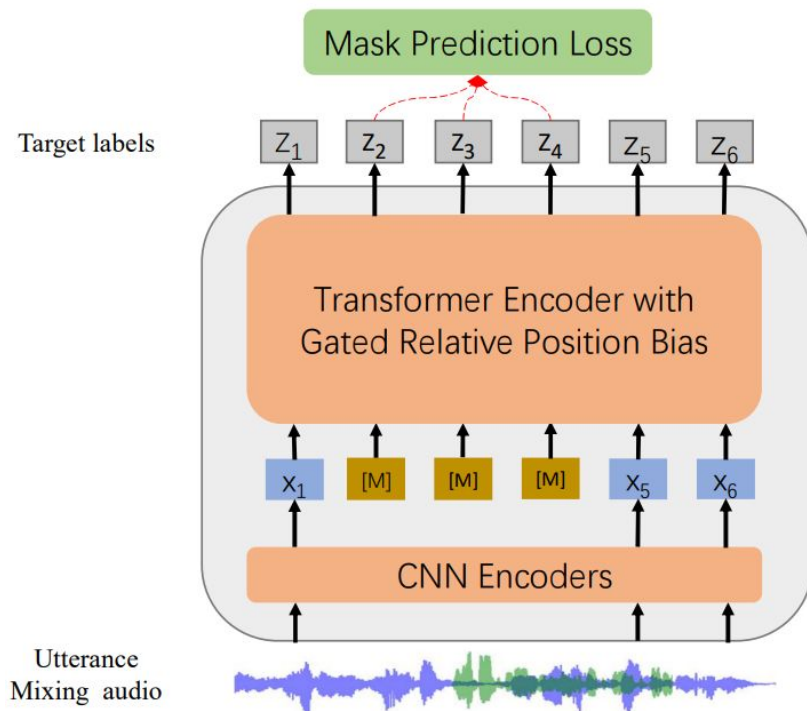 Mask Prediction Loss
Target labels
Z1 Z2 Z3 Z4 Z5 Z6
Transformer Encoder with
Gated Relative Position Bias
x1 [M] [M] [M] x5 x6
CNN Encoders
Utterance
Mixing audio